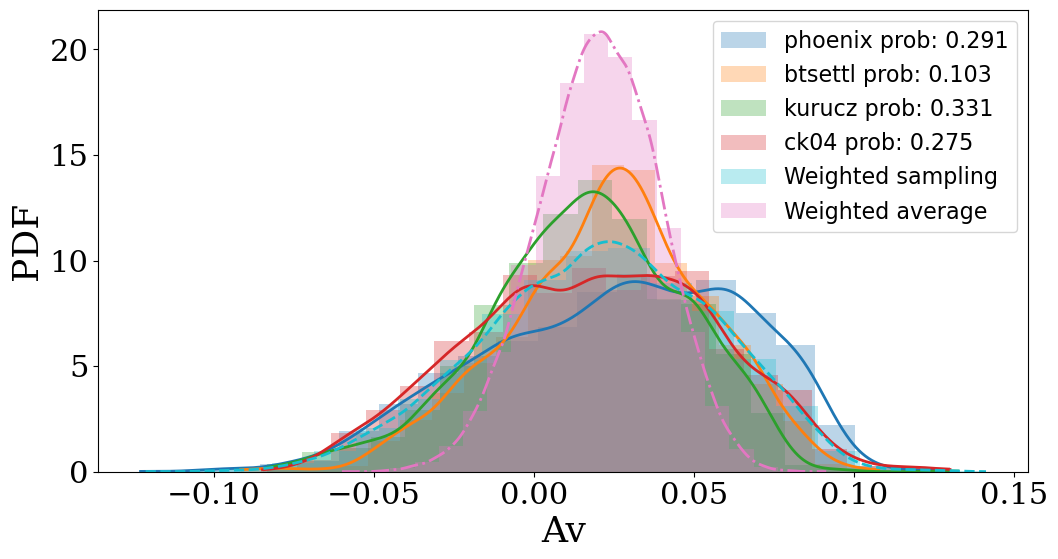 PDF
20
15
10
5
0
−0.10
−0.05
0.00
0.05
0.10
0.15
Av
phoenix prob: 0.291
btsettl prob: 0.103
kurucz prob: 0.331
ck04 prob: 0.275
Weighted sampling
Weighted average